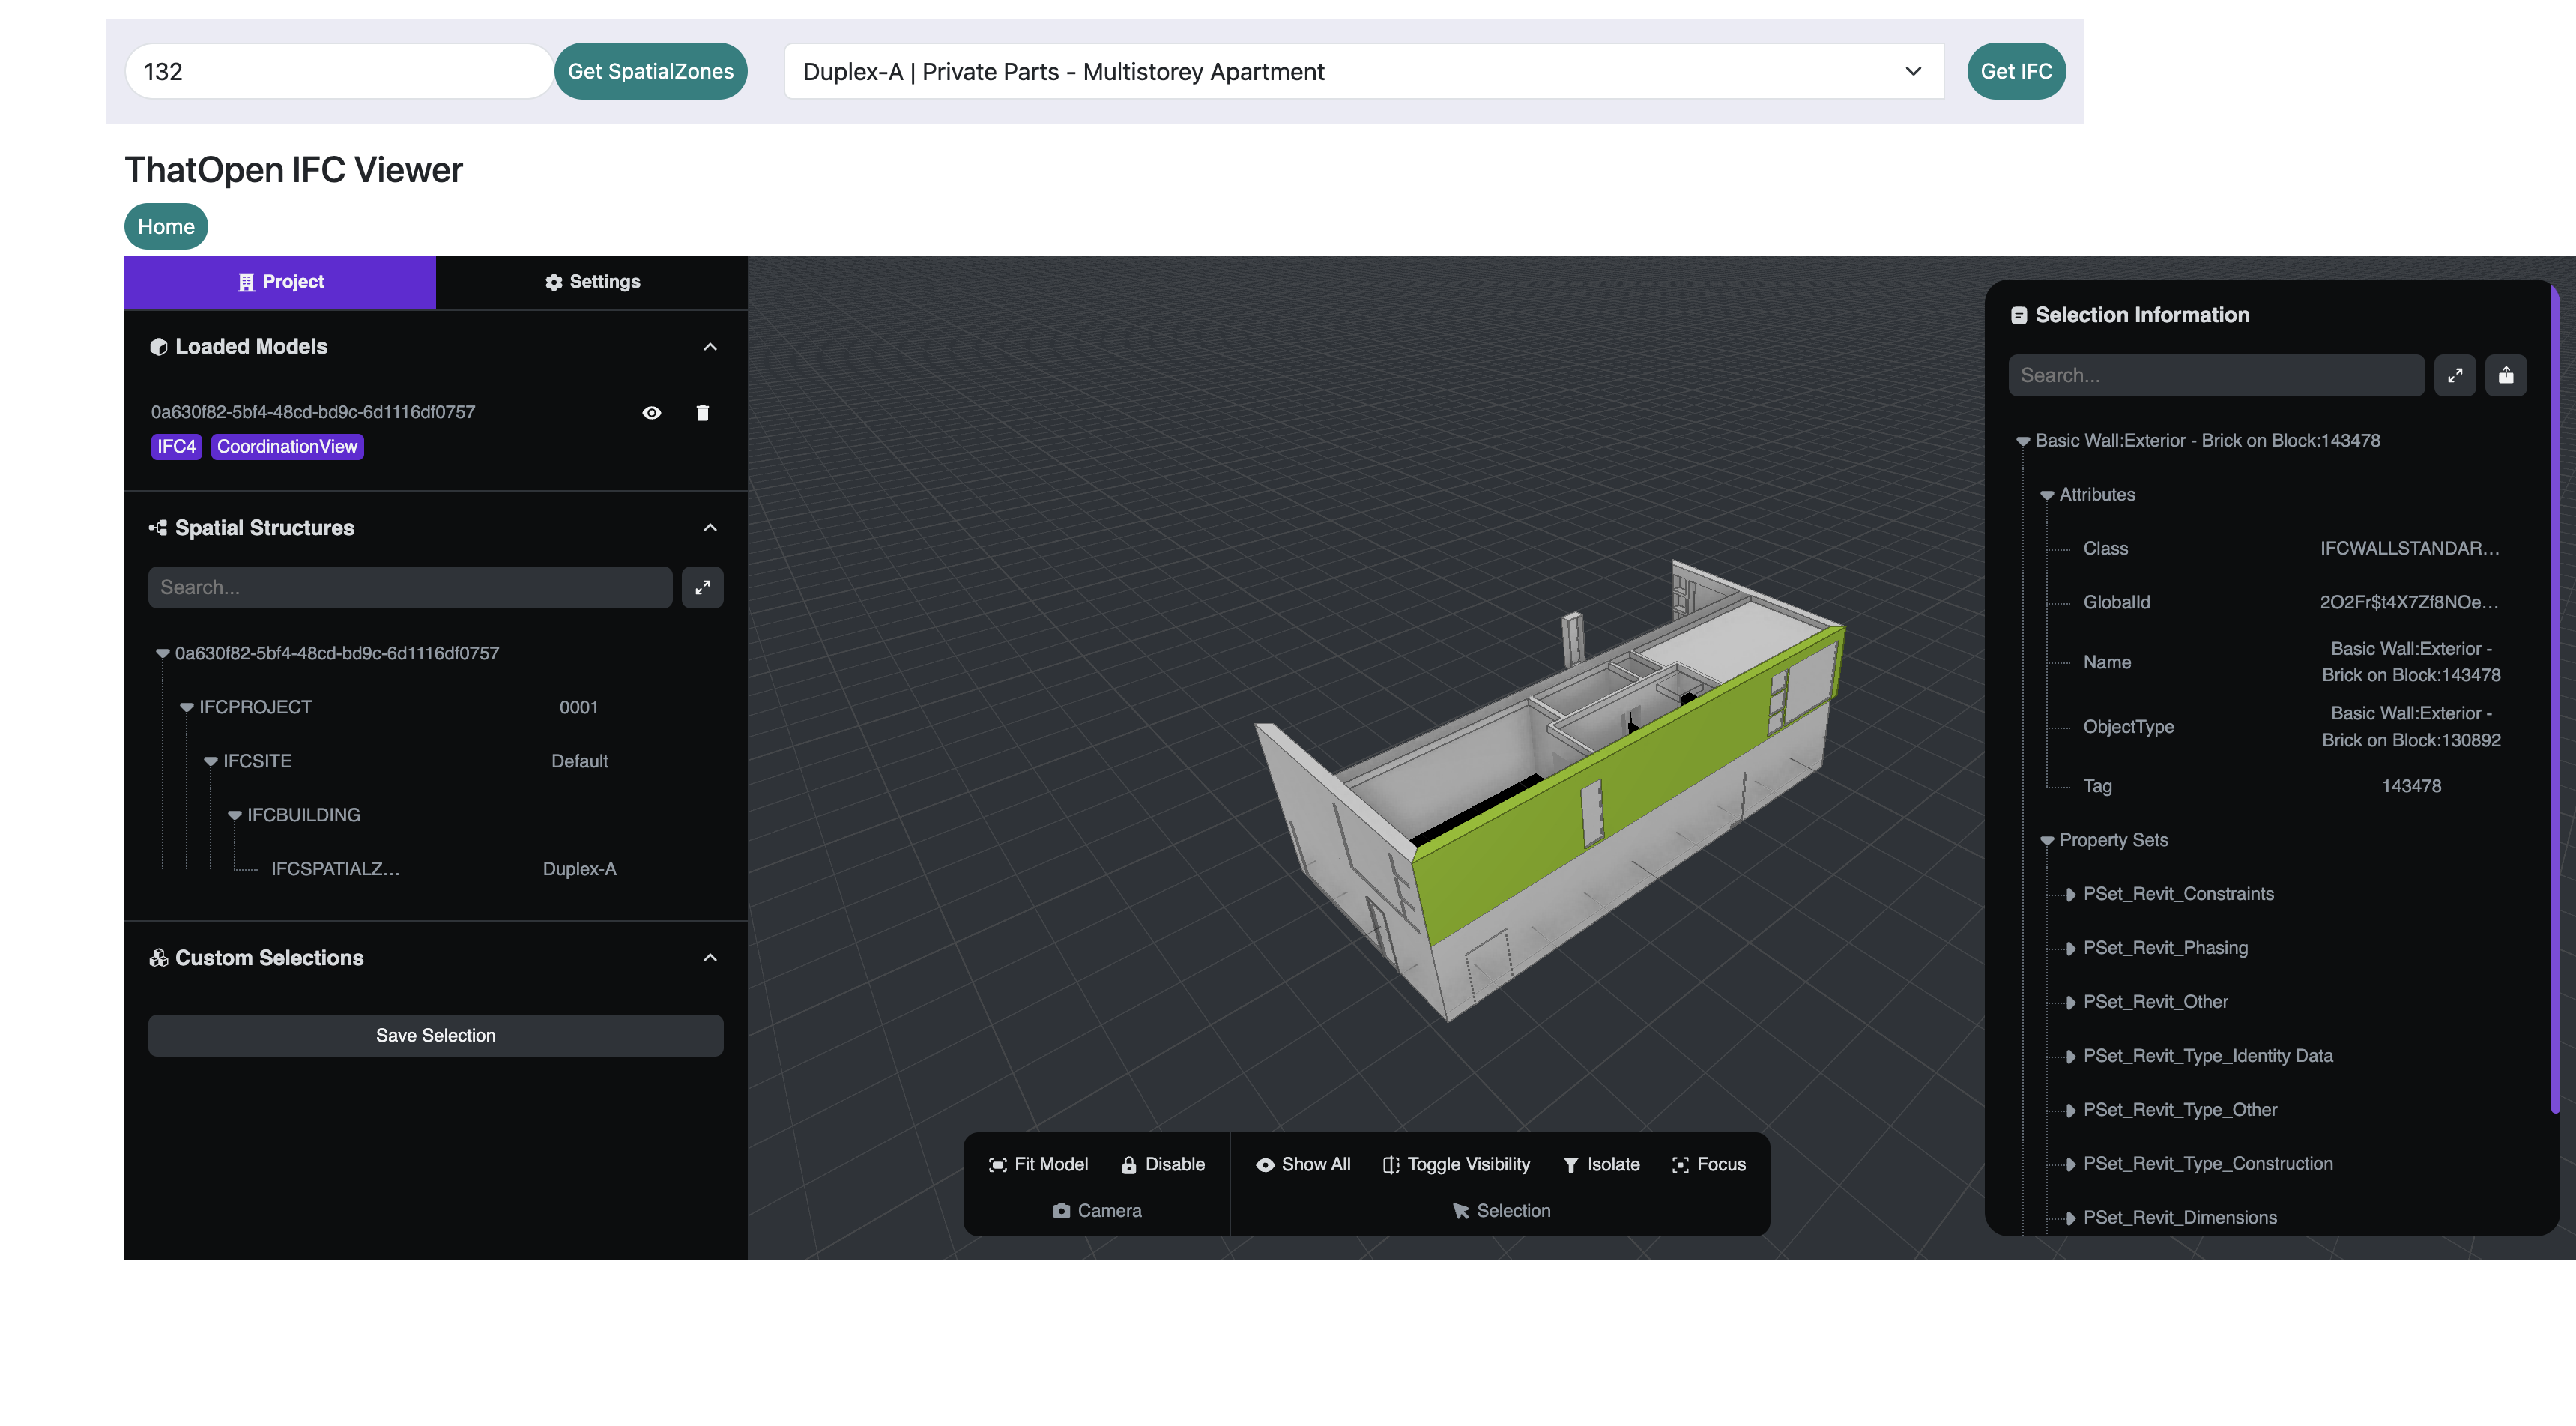 132
Get SpatialZones
Duplex-A | Private Parts - Multistorey Apartment
Get IFC
ThatOpen IFC Viewer
Home
Project
Settings
Loaded Models
0a630f82-5bf4-48cd-bd9c-6d1116df0757
IFC4 CoordinationView
Spatial Structures
Search...
0a630f82-5bf4-48cd-bd9c-6d1116df0757
IFCPROJECT 0001
IFCSITE Default
IFCBUILDING
IFCSPATIALZ... Duplex-A
Custom Selections
Save Selection
Fit Model Disable
Camera
Show All Toggle Visibility Isolate Focus
Selection
Selection Information
Search...
Basic Wall:Exterior - Brick on Block:143478
Attributes
Class IFCWALLSTANDAR...
GlobalId 2O2Fr$t4X7Zf8NOe...
Name Basic Wall:Exterior -
Brick on Block:143478
ObjectType Basic Wall:Exterior -
Brick on Block:130892
Tag 143478
Property Sets
PSet_Revit_Constraints
PSet_Revit_Phasing
PSet_Revit_Other
PSet_Revit_Type_Identity Data
PSet_Revit_Type_Other
PSet_Revit_Type_Construction
PSet_Revit_Dimensions